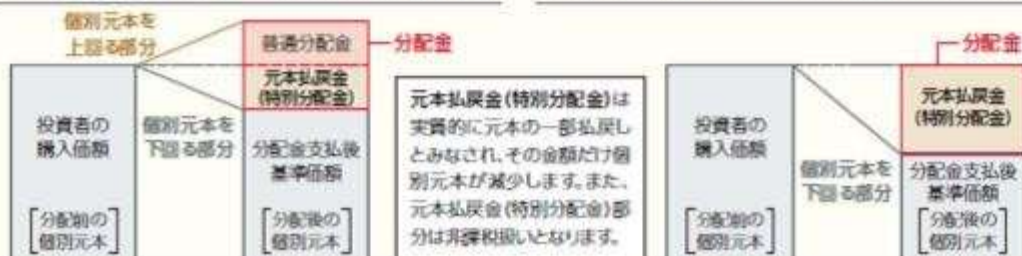 個別元本を
上回る部分
普通分配金
分配金
元本払戻金
(特別分配金)
投資者の
購入価額
個別元本を
下回る部分
分配金支払後
基準価額
[分配前の
個別元本]
[分配後の
個別元本]
元本払戻金(特別分配金)は
実質的に元本の一部払戻し
とみなされ、その金額だけ個
別元本が減少します。また、
元本払戻金(特別分配金)部
分は非課税扱いとなります。
分配金
元本払戻金
(特別分配金)
投資者の
購入価額
個別元本を
下回る部分
分配金支払後
基準価額
[分配前の
個別元本]
[分配後の
個別元本]